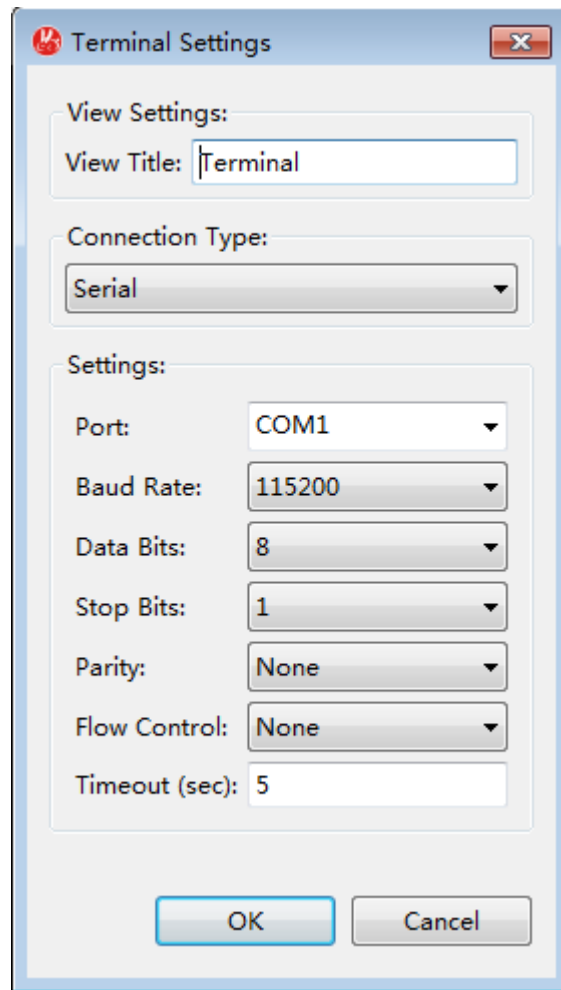 Terminal Settings
View Settings:
View Title: Terminal
Connection Type:
Serial
Settings:
Port: COM1
Baud Rate: 115200
Data Bits: 8
Stop Bits: 1
Parity: None
Flow Control: None
Timeout (sec): 5
OK Cancel